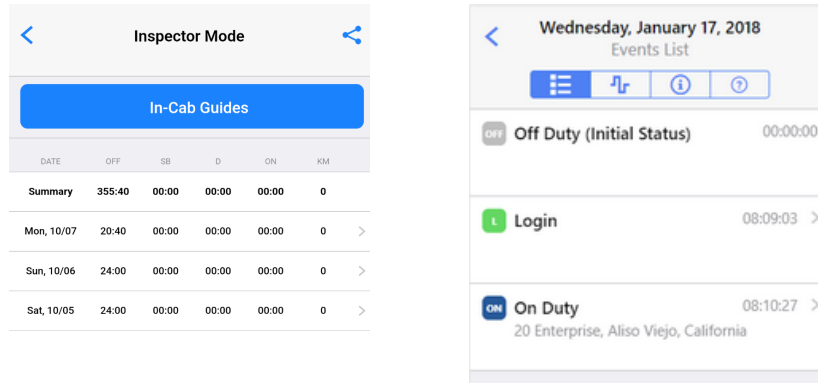 Inspector Mode
In-Cab Guides
DATE OFF SB D ON KM
Summary 355:40 00:00 00:00 00:00 0
Mon, 10/07 20:40 00:00 00:00 00:00 0
Sun, 10/06 24:00 00:00 00:00 00:00 0
Sat, 10/05 24:00 00:00 00:00 00:00 0
Wednesday, January 17, 2018
Events List
OFF Off Duty (Initial Status) 00:00:00
L Login 08:09:03
ON On Duty 08:10:27
20 Enterprise, Aliso Viejo, California